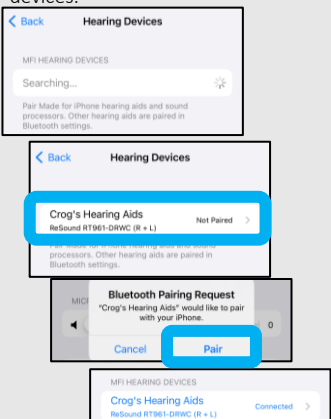 devices.
Back Hearing Devices
MFI HEARING DEVICES
Searching...
Pair Made for iPhone hearing aids and sound
processors. Other hearing aids are paired in
Bluetooth settings.
Back Hearing Devices
Crog's Hearing Aids
ReSound RT961-DRWC (R + L)
Not Paired
processors. Other hearing aids are paired in
Bluetooth settings.
Bluetooth Pairing Request
"Crog's Hearing Aids" would like to pair
with your iPhone.
0
Cancel Pair
MFI HEARING DEVICES
Crog's Hearing Aids
ReSound RT961-DRWC (R + L)
Connected